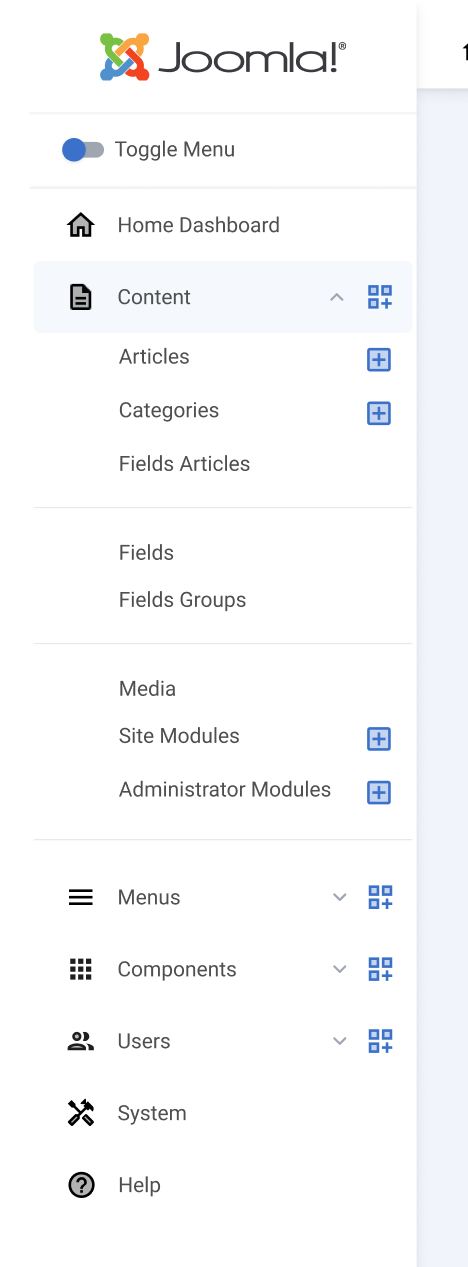 Joomla!®
Toggle Menu
Home Dashboard
Content
Articles
Categories
Fields Articles
Fields
Fields Groups
Media
Site Modules
Administrator Modules
Menus
Components
Users
System
Help